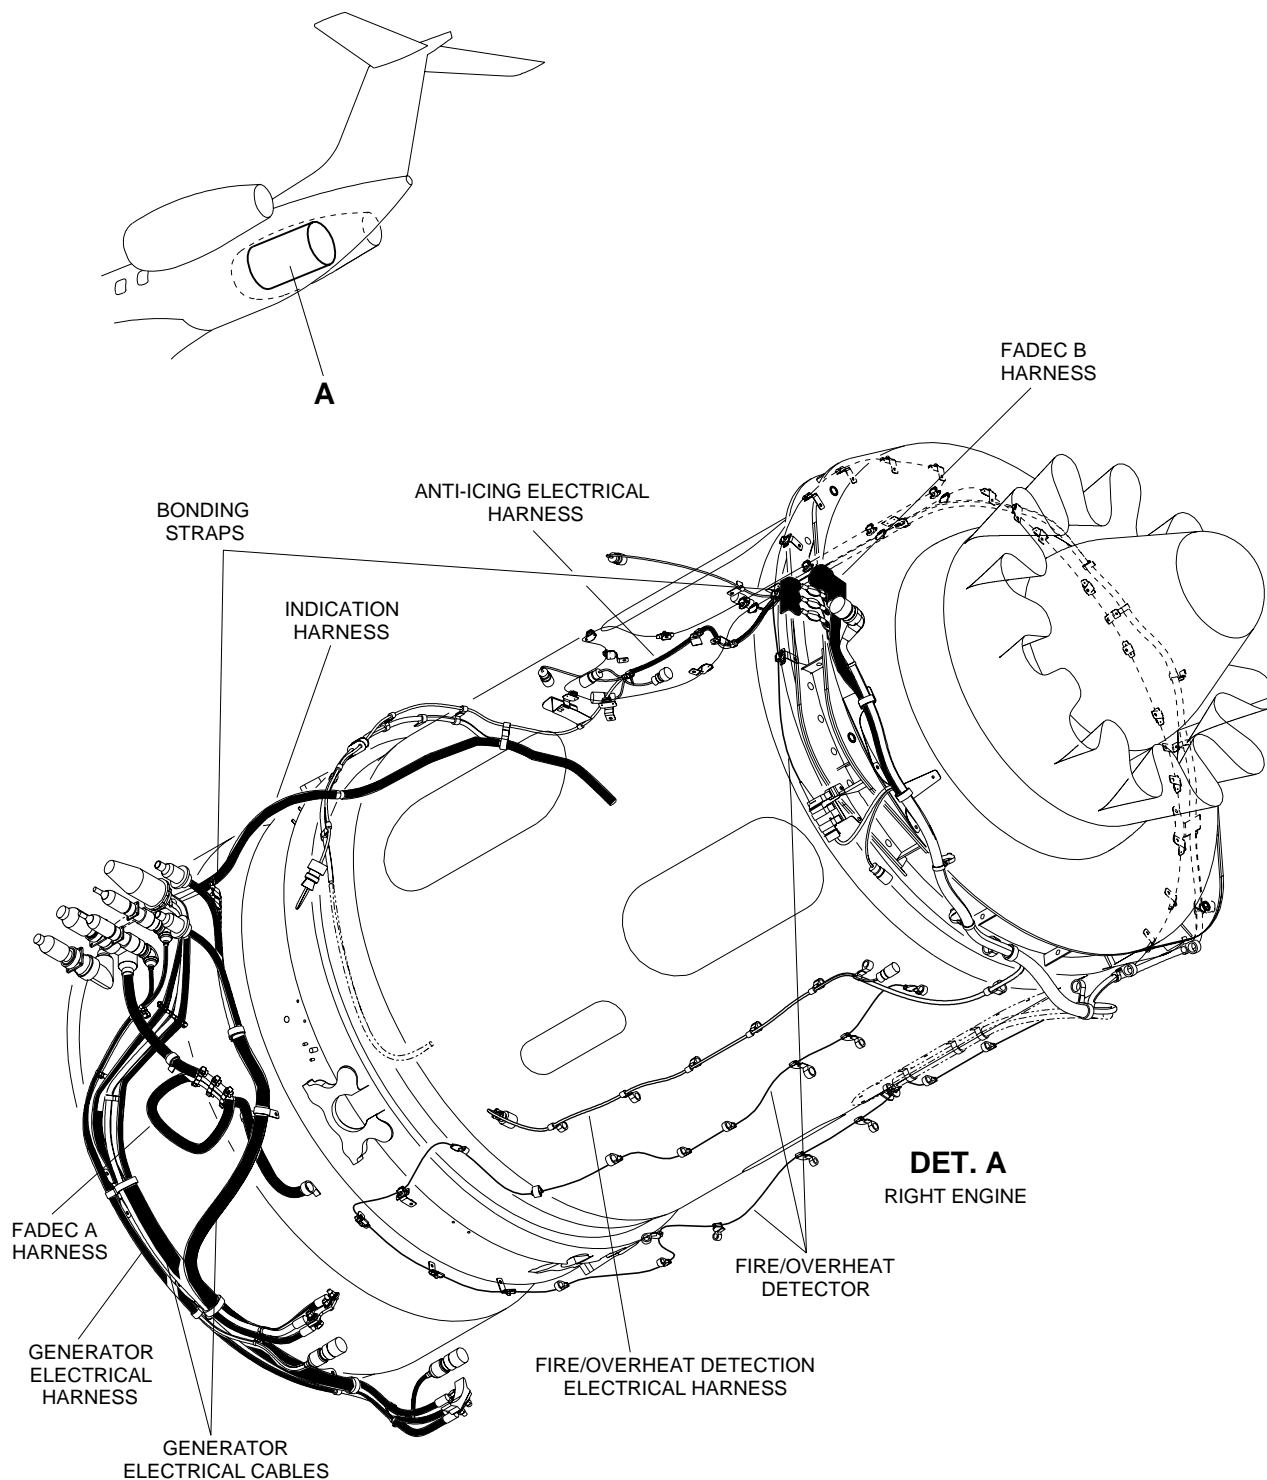 A
FADEC B
HARNESS
ANTI-ICING ELECTRICAL
HARNESS
BONDING
STRAPS
INDICATION
HARNESS
DET. A
RIGHT ENGINE
FADEC A
HARNESS
FIRE/OVERHEAT
DETECTOR
GENERATOR
ELECTRICAL
HARNESS
FIRE/OVERHEAT DETECTION
ELECTRICAL HARNESS
GENERATOR
ELECTRICAL CABLES